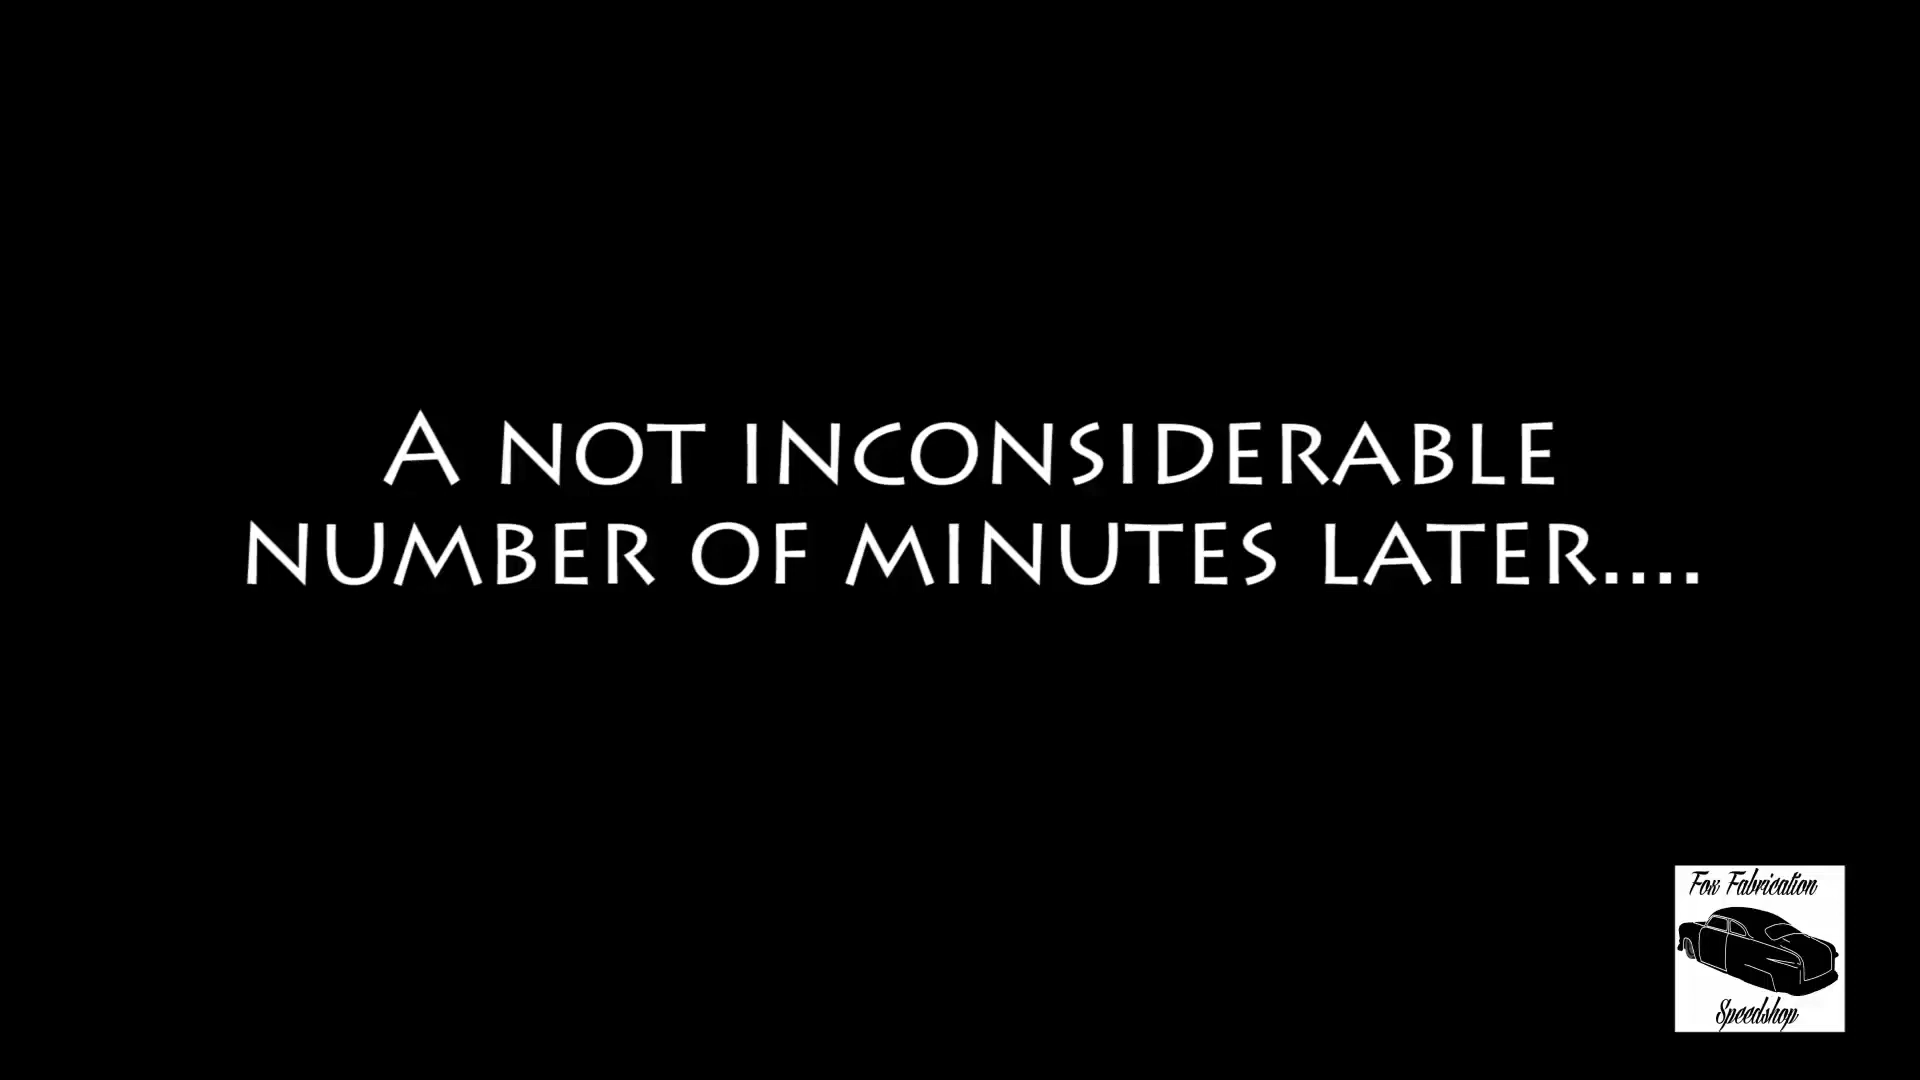 A NOT INCONSIDERABLE
NUMBER OF MINUTES LATER....
Fox Fabrication
Speedshop